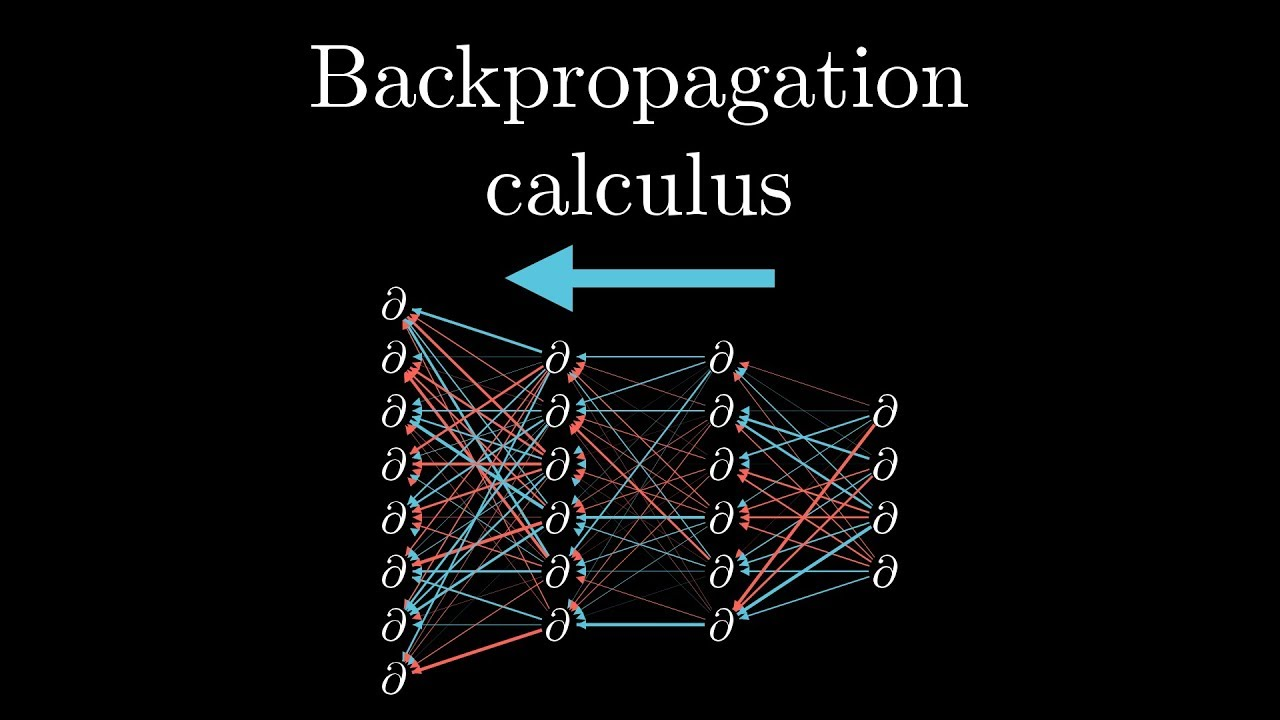 Backpropagation
calculus
∂
∂ ∂ ∂
∂ ∂ ∂ ∂
∂ ∂ ∂ ∂
∂ ∂ ∂ ∂
∂ ∂ ∂ ∂
∂ ∂ ∂
∂